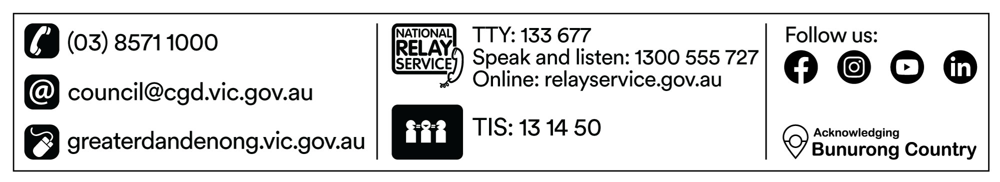 (03) 8571 1000
council@cgd.vic.gov.au
greaterdandenong.vic.gov.au
NATIONAL
RELAY
SERVICE
TTY: 133 677
Speak and listen: 1300 555 727
Online: relayservice.gov.au
TIS: 13 14 50
Follow us:
Acknowledging
Bunurong Country